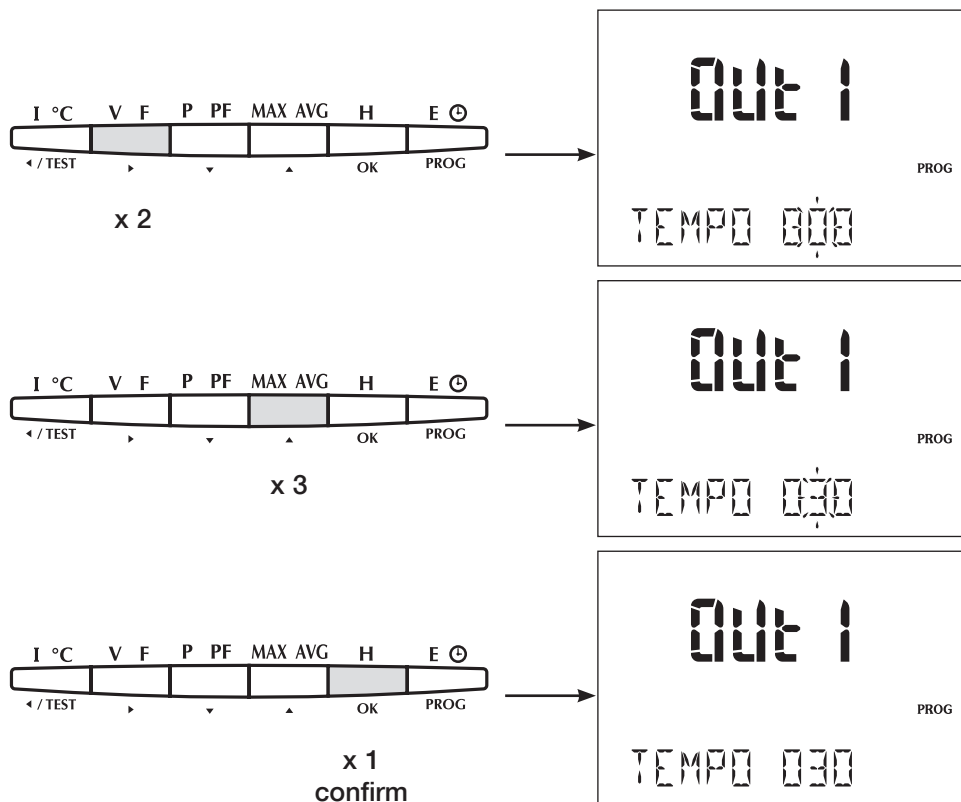 Out 1
I °C V F P PF MAX AVG H E
◂ / TEST ▸ ▾ ▴ OK PROG
PROG
x 2
TEMPO 000
Out 1
I °C V F P PF MAX AVG H E
◂ / TEST ▸ ▾ ▴ OK PROG
PROG
x 3
TEMPO 030
Out 1
I °C V F P PF MAX AVG H E
◂ / TEST ▸ ▾ ▴ OK PROG
PROG
x 1
confirm
TEMPO 030